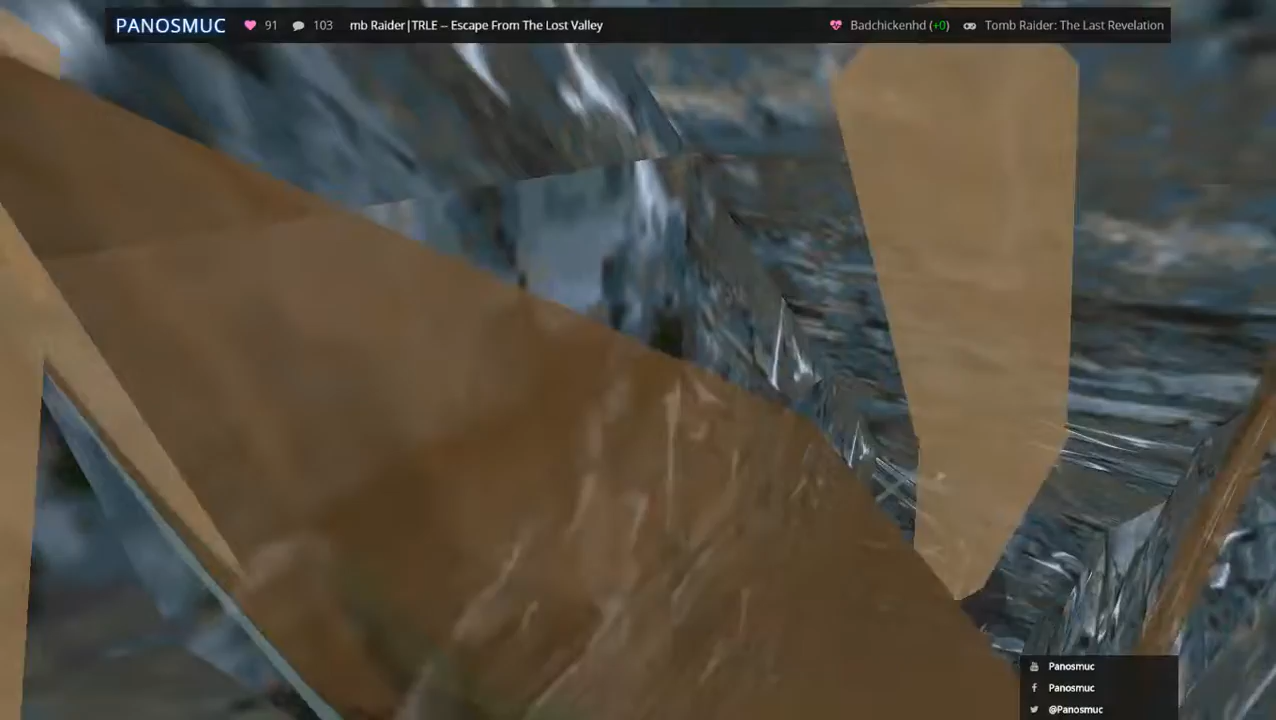 PANOSMUC 91 103 mb Raider|TRLE – Escape From The Lost Valley Badchickenhd (+0) Tomb Raider: The Last Revelation
Panosmuc
Panosmuc
@Panosmuc